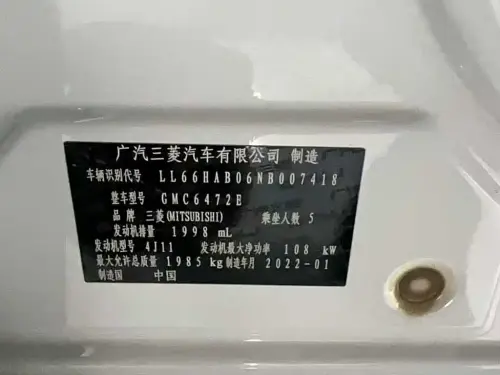 广汽三菱汽车有限公司 制造
车辆识别代号 LL66HAB06NB007418
整车型号 GMC6472E
品牌 三菱(MITSUBISHI) 乘坐人数 5
发动机排量 1998 mL
发动机型号 4J11 发动机最大净功率 108 kW
最大允许总质量 1985 kg 制造年月 2022-01
制造国 中国